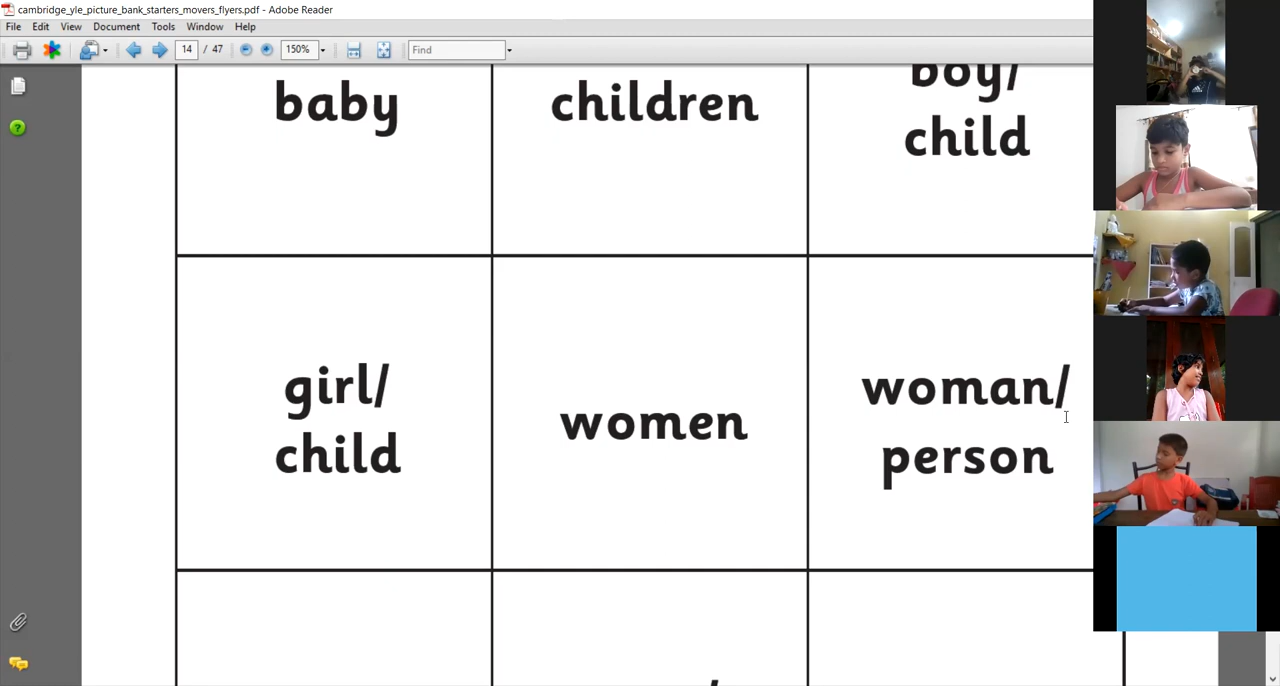 cambridge_yle_picture_bank_starters_movers_flyers.pdf - Adobe Reader
File Edit View Document Tools Window Help
14 / 47 150% Find
baby children boy/
child
girl/
child
women
woman/
person